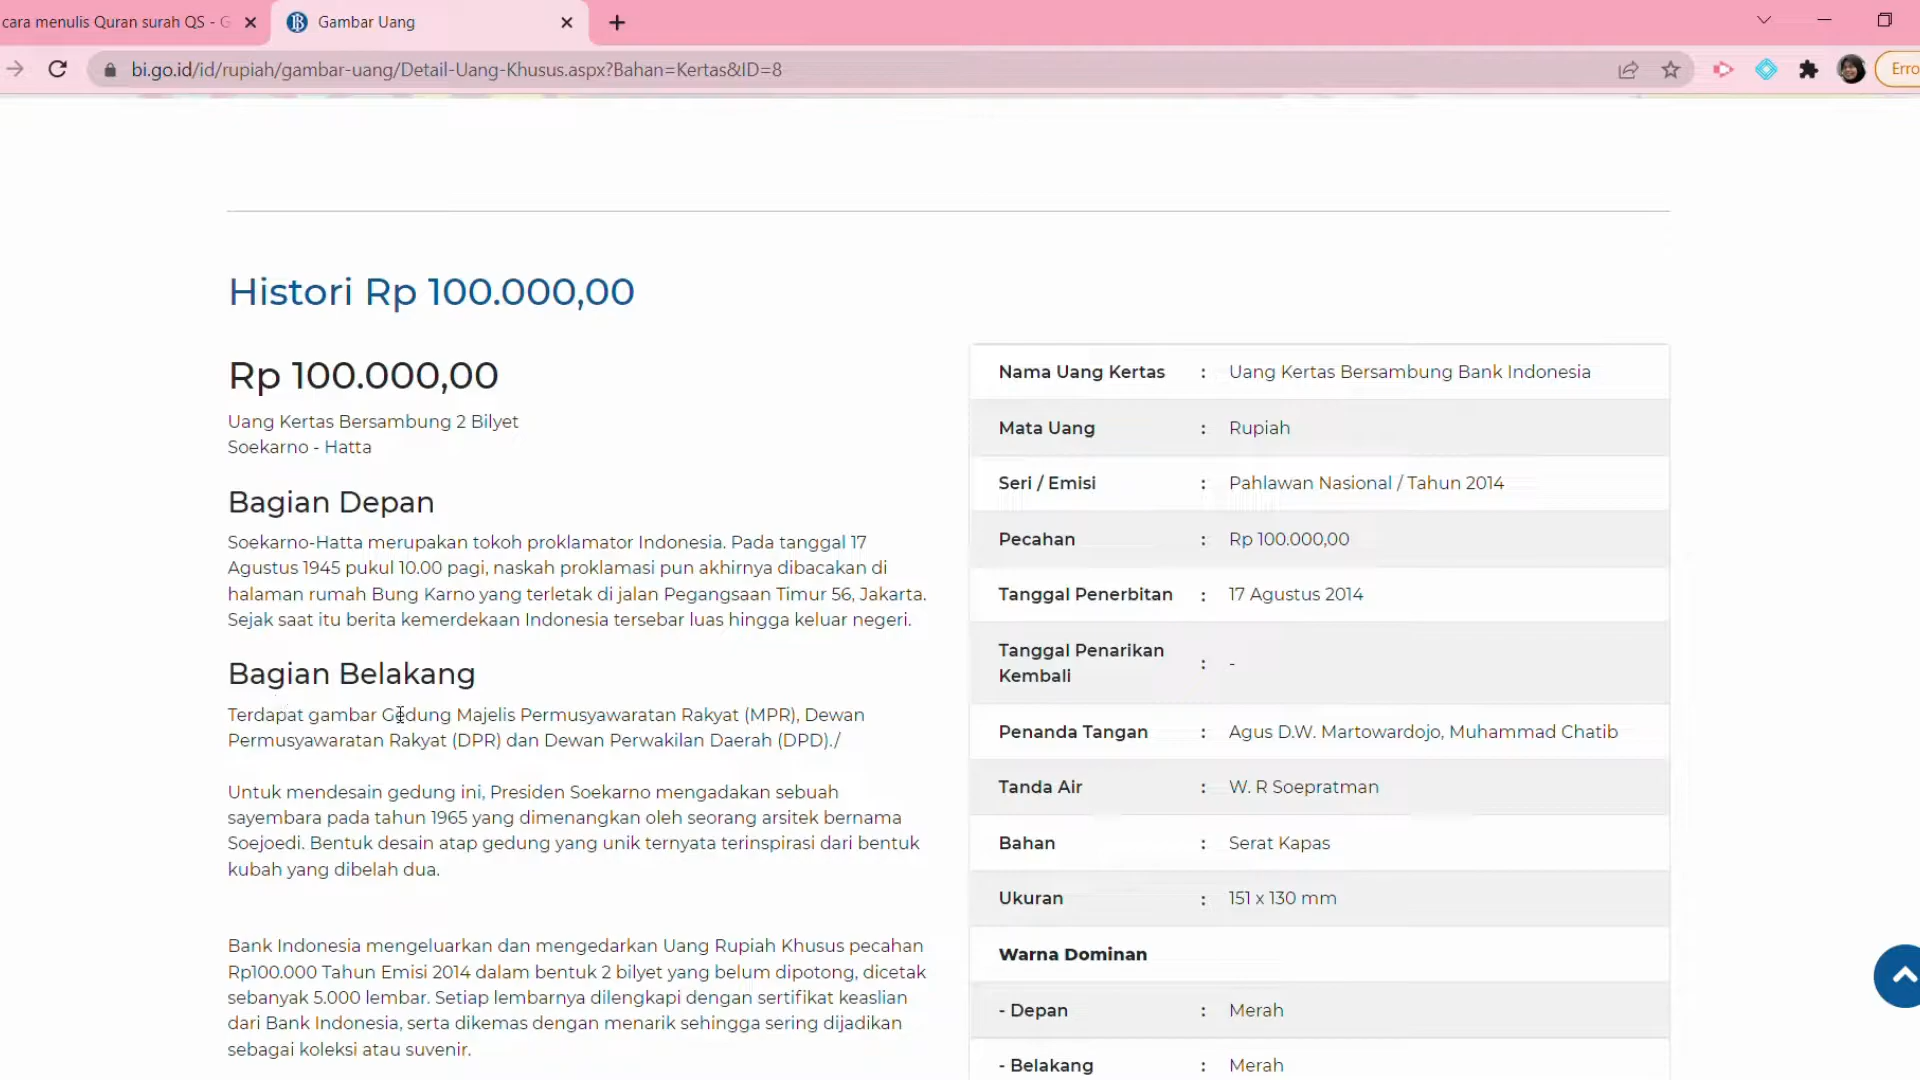 cara menulis Quran surah QS - G
Gambar Uang
bi.go.id/id/rupiah/gambar-uang/Detail-Uang-Khusus.aspx?Bahan=Kertas&ID=8
Erro
Histori Rp 100.000,00
Rp 100.000,00
Uang Kertas Bersambung 2 Bilyet
Soekarno - Hatta
Bagian Depan
Soekarno-Hatta merupakan tokoh proklamator Indonesia. Pada tanggal 17
Agustus 1945 pukul 10.00 pagi, naskah proklamasi pun akhirnya dibacakan di
halaman rumah Bung Karno yang terletak di jalan Pegangsaan Timur 56, Jakarta.
Sejak saat itu berita kemerdekaan Indonesia tersebar luas hingga keluar negeri.
Bagian Belakang
Terdapat gambar Gedung Majelis Permusyawaratan Rakyat (MPR), Dewan
Permusyawaratan Rakyat (DPR) dan Dewan Perwakilan Daerah (DPD)./
Untuk mendesain gedung ini, Presiden Soekarno mengadakan sebuah
sayembara pada tahun 1965 yang dimenangkan oleh seorang arsitek bernama
Soejoedi. Bentuk desain atap gedung yang unik ternyata terinspirasi dari bentuk
kubah yang dibelah dua.
Bank Indonesia mengeluarkan dan mengedarkan Uang Rupiah Khusus pecahan
Rp100.000 Tahun Emisi 2014 dalam bentuk 2 bilyet yang belum dipotong, dicetak
sebanyak 5.000 lembar. Setiap lembarnya dilengkapi dengan sertifikat keaslian
dari Bank Indonesia, serta dikemas dengan menarik sehingga sering dijadikan
sebagai koleksi atau suvenir.
Nama Uang Kertas : Uang Kertas Bersambung Bank Indonesia
Mata Uang : Rupiah
Seri / Emisi : Pahlawan Nasional / Tahun 2014
Pecahan : Rp 100.000,00
Tanggal Penerbitan : 17 Agustus 2014
Tanggal Penarikan
Kembali : -
Penanda Tangan : Agus D.W. Martowardojo, Muhammad Chatib
Tanda Air : W. R Soepratman
Bahan : Serat Kapas
Ukuran : 151 x 130 mm
Warna Dominan
- Depan : Merah
- Belakang : Merah